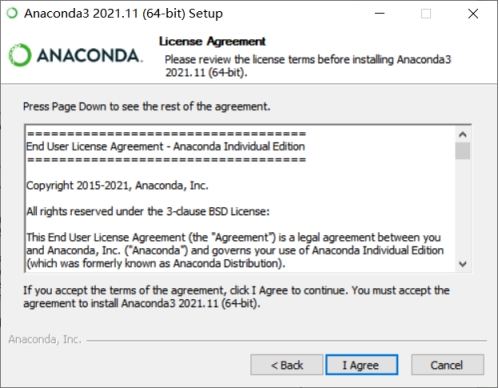 Anaconda3 2021.11 (64-bit) Setup
ANACONDA.
License Agreement
Please review the license terms before installing Anaconda3
2021.11 (64-bit).
Press Page Down to see the rest of the agreement.
====================================
End User License Agreement - Anaconda Individual Edition
====================================
Copyright 2015-2021, Anaconda, Inc.
All rights reserved under the 3-clause BSD License:
This End User License Agreement (the "Agreement") is a legal agreement between you
and Anaconda, Inc. ("Anaconda") and governs your use of Anaconda Individual Edition
(which was formerly known as Anaconda Distribution).
If you accept the terms of the agreement, click I Agree to continue. You must accept the
agreement to install Anaconda3 2021.11 (64-bit).
Anaconda, Inc.
< Back
I Agree
Cancel